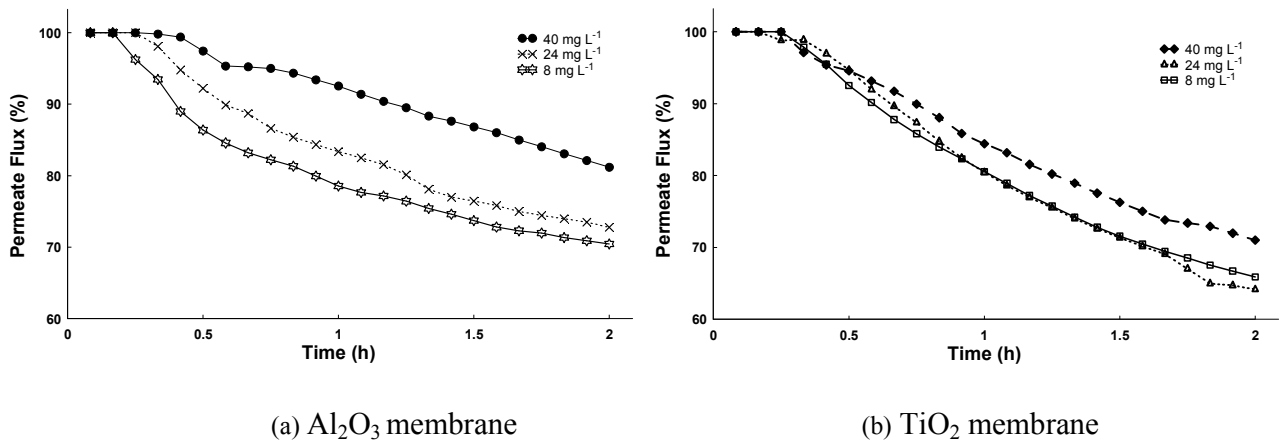 100
90
80
70
60
Permeate Flux (%)
0
0.5
1
1.5
2
Time (h)
40 mg L⁻¹
24 mg L⁻¹
8 mg L⁻¹
(a) Al₂O₃ membrane
100
90
80
70
60
Permeate Flux (%)
0
0.5
1
1.5
2
Time (h)
40 mg L⁻¹
24 mg L⁻¹
8 mg L⁻¹
(b) TiO₂ membrane